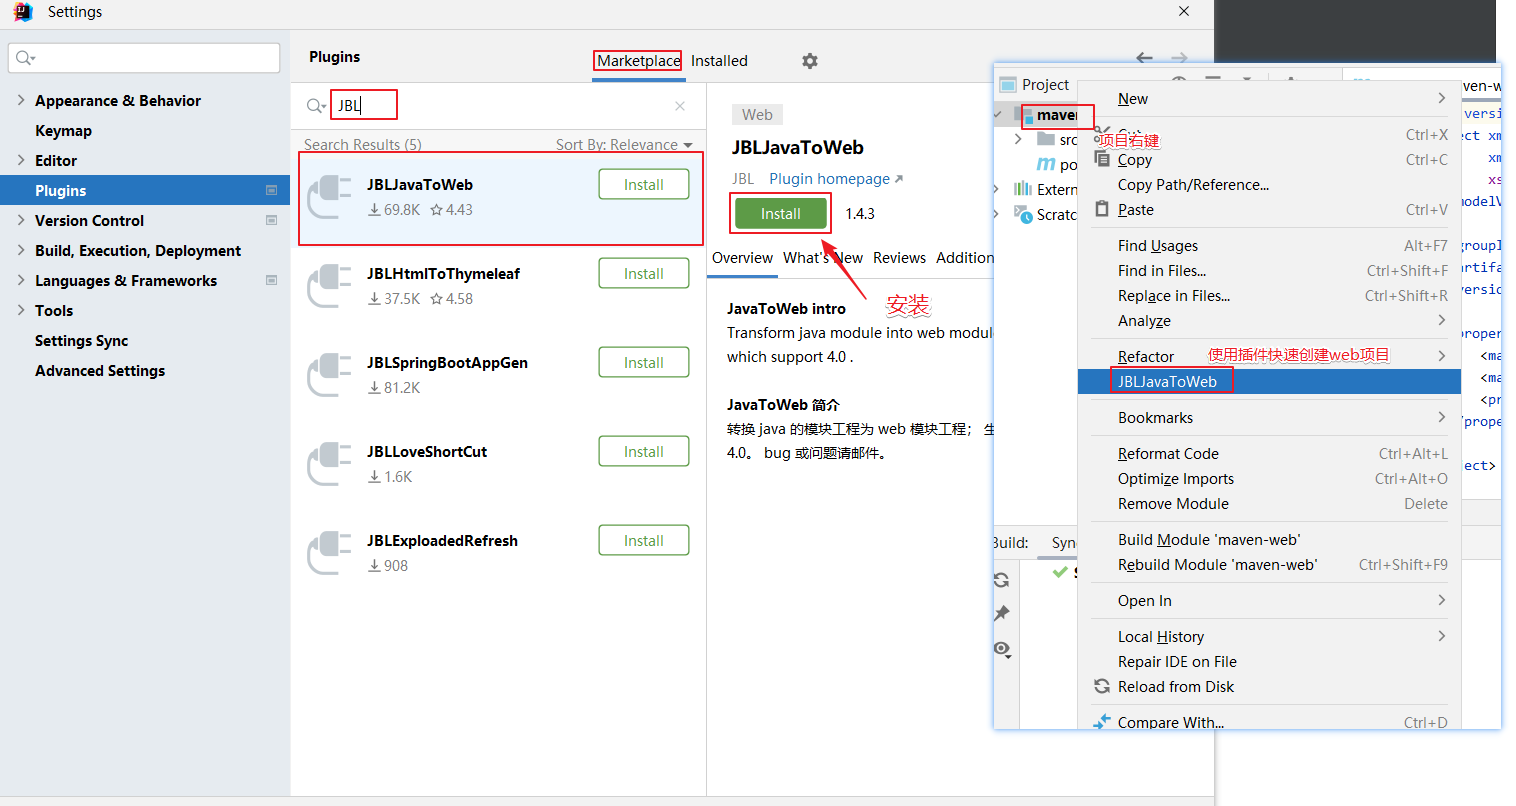 Settings
Plugins
Marketplace
Installed
Appearance & Behavior
Keymap
Editor
Plugins
Version Control
Build, Execution, Deployment
Languages & Frameworks
Tools
Settings Sync
Advanced Settings
JBL
Search Results (5)
Sort By: Relevance
JBLJavaToWeb
69.8K
4.43
Install
JBLHtmlToThymeleaf
37.5K
4.58
Install
JBLSpringBootAppGen
81.2K
Install
JBLLoveShortCut
1.6K
Install
JBLExploadedRefresh
908
Install
Web
JBLJavaToWeb
JBL
Plugin homepage
Install
1.4.3
Overview
What's New
Reviews
Addition
安装
JavaToWeb intro
Transform java module into web modul
which support 4.0 .
JavaToWeb 简介
转换 java 的模块工程为 web 模块工程；
4.0。 bug 或问题请邮件。
Project
maven
项目右键
src
po
Extern
Scratc
Build:
Sync
New
Cut Ctrl+X
Copy Ctrl+C
Copy Path/Reference...
Paste Ctrl+V
Find Usages Alt+F7
Find in Files... Ctrl+Shift+F
Replace in Files... Ctrl+Shift+R
Analyze
Refactor
使用插件快速创建web项目
JBLJavaToWeb
Bookmarks
Reformat Code Ctrl+Alt+L
Optimize Imports Ctrl+Alt+O
Remove Module Delete
Build Module 'maven-web'
Rebuild Module 'maven-web' Ctrl+Shift+F9
Open In
Local History
Repair IDE on File
Reload from Disk
Compare With... Ctrl+D
ven-w
versi
ect xm
xm
xs
modelV
groupI
artifa
versio
proper
<ma
<ma
<pr
/prope
ject>